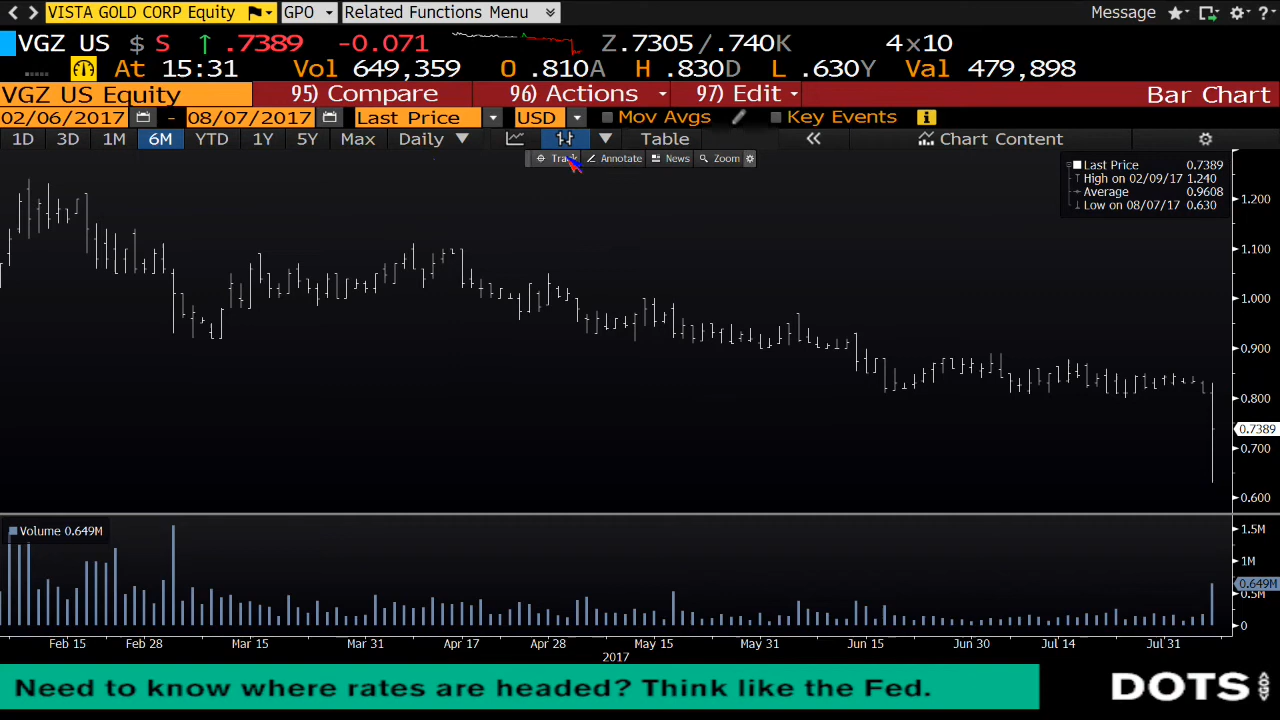 VISTA GOLD CORP Equity GPO Related Functions Menu Message
VGZ US $ S ↑ .7389 -0.071 Z.7305/.740K 4x10
At 15:31 Vol 649,359 O .810A H .830D L .630Y Val 479,898
VGZ US Equity 95) Compare 96) Actions 97) Edit Bar Chart
02/06/2017 - 08/07/2017 Last Price USD Mov Avgs Key Events
1D 3D 1M 6M YTD 1Y 5Y Max Daily Table « Chart Content
Track Annotate News Zoom
Last Price 0.7389
High on 02/09/17 1.240
Average 0.9608
Low on 08/07/17 0.630
1.200
1.100
1.000
0.900
0.800
0.7389
0.700
0.600
Volume 0.649M
1.5M
1M
0.649M
0.5M
0
Feb 15 Feb 28 Mar 15 Mar 31 Apr 17 Apr 28 May 15 May 31 Jun 15 Jun 30 Jul 14 Jul 31
2017
Need to know where rates are headed? Think like the Fed.
DOTS